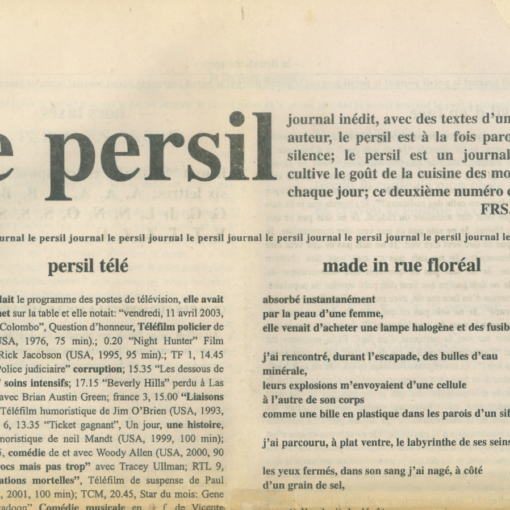 e persil
journal inédit, avec des textes d'un
auteur, le persil est à la fois paro
silence; le persil est un journal
cultive le goût de la cuisine des mo
chaque jour; ce deuxième numéro c
FRS.
urnal le persil journal le persil journal le persil journal le persil journal le persil journal le persil journal le
persil télé
lait le programme des postes de télévision, elle avait
net sur la table et elle notait: “vendredi, 11 avril 2003,
Colombo”, Question d'honneur, Téléfilm policier de
USA, 1976, 75 min).; 0.20 “Night Hunter” Film
Rick Jacobson (USA, 1995, 95 min).; TF 1, 14.45
Police judiciaire” corruption; 15.35 “Les dessous de
soins intensifs; 17.15 “Beverly Hills” perdu à Las
avec Brian Austin Green; france 3, 15.00 “Liaisons
Téléfilm humoristique de Jim O'Brien (USA, 1993,
6, 13.35 “Ticket gagnant”, Un jour, une histoire,
noristique de neil Mandt (USA, 1999, 100 min);
5, comédie de et avec Woody Allen (USA, 2000, 90
rocs mais pas trop” avec Tracey Ullman; RTL 9,
ations mortelles”, Téléfilm de suspense de Paul
, 2001, 100 min); TCM, 20.45, Star du mois: Gene
Comédie musicale en de Vicente
made in rue floréal
absorbé instantanément
par la peau d'une femme,
elle venait d'acheter une lampe halogène et des fusib
j'ai rencontré, durant l'escapade, des bulles d'eau
minérale,
leurs explosions m'envoyaient d'une cellule
à l'autre de son corps
comme une bille en plastique dans les parois d'un sif
j'ai parcouru, à plat ventre, le labyrinthe de ses seins
les yeux fermés, dans son sang j'ai nagé, à côté
d'un grain de sel,